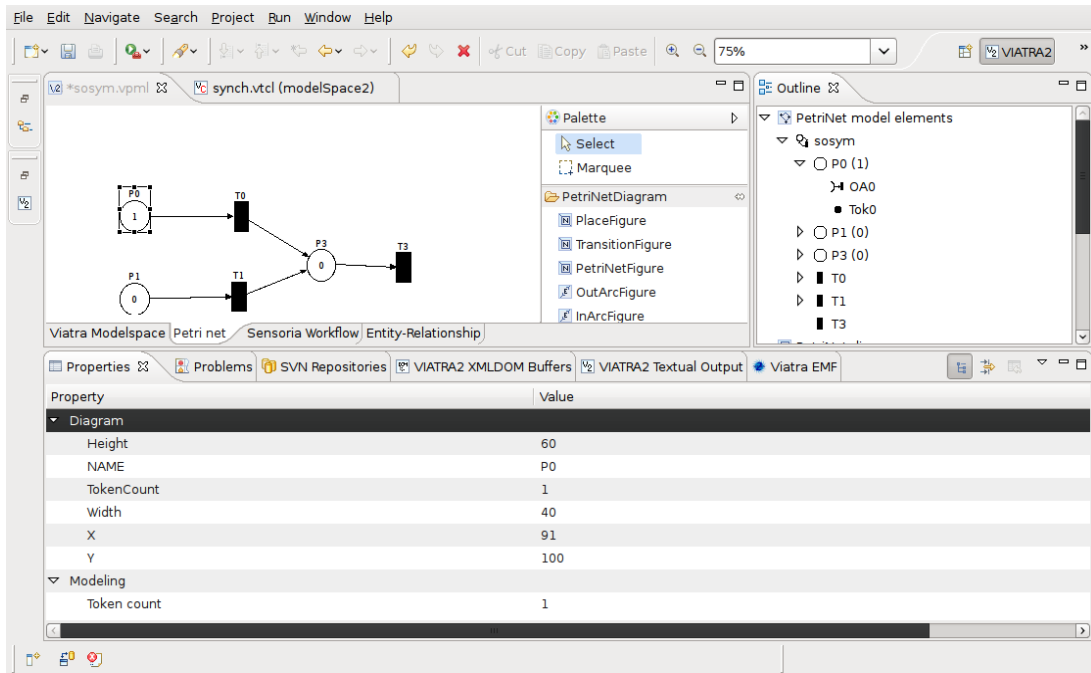 File Edit Navigate Search Project Run Window Help
Cut Copy Paste 75% VIATRA2 »
*sosym.vpml synch.vtcl (modelSpace2)
P0
1
T0
P3
0
T3
P1
0
T1
Palette
Select
Marquee
PetriNetDiagram
PlaceFigure
TransitionFigure
PetriNetFigure
OutArcFigure
InArcFigure
Viatra Modelspace Petri net Sensoria Workflow Entity-Relationship
Outline
PetriNet model elements
sosym
P0 (1)
OA0
Tok0
P1 (0)
P3 (0)
T0
T1
T3
Properties Problems SVN Repositories VIATRA2 XMLDOM Buffers VIATRA2 Textual Output Viatra EMF
Property Value
Diagram
Height 60
NAME P0
TokenCount 1
Width 40
X 91
Y 100
Modeling
Token count 1